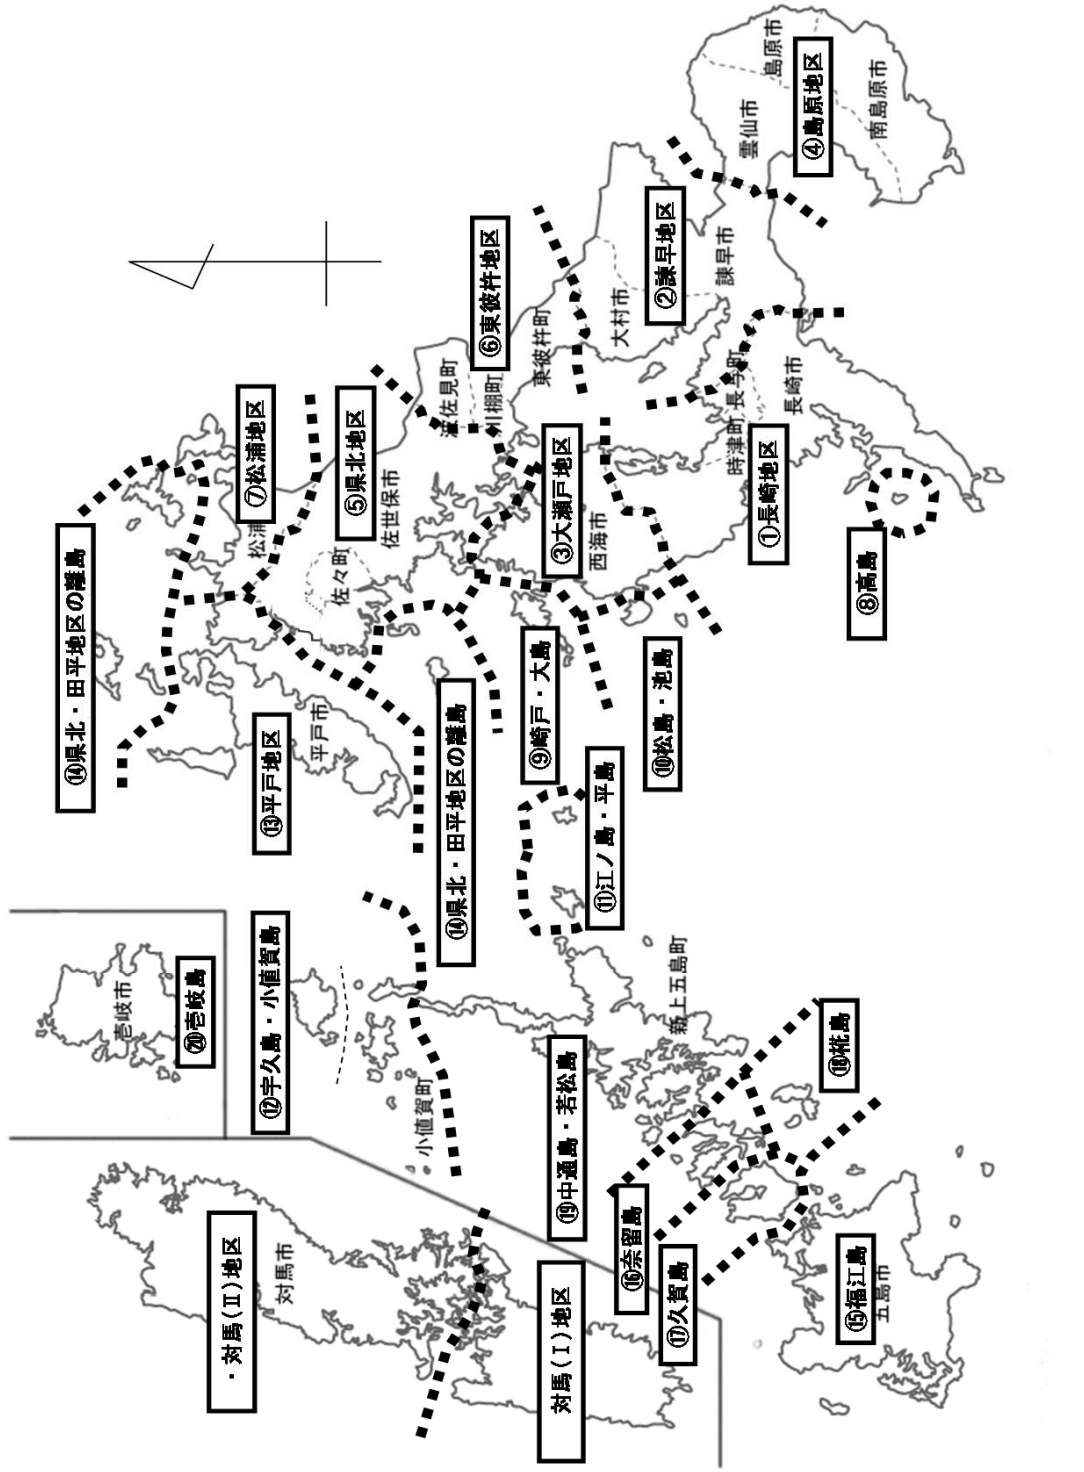 島原市
④島原地区
雲仙市
南島原市
②諫早地区
諫早市
⑥東彼杵地区
大村市
東彼杵町
波佐見町
川棚町
長与町
時津町
長崎市
①長崎地区
⑦松浦地区
⑤県北地区
佐世保市
③大瀬戸地区
西海市
松浦
佐々町
⑭県北・田平地区の離島
⑧高島
⑨崎戸・大島
⑩松島・池島
⑬平戸地区
平戸市
⑭県北・田平地区の離島
⑪江ノ島・平島
壱岐市
⑳壱岐島
⑫宇久島・小値賀島
小値賀町
新上五島町
⑲中通島・若松島
⑱椛島
・対馬(Ⅱ)地区
対馬市
対馬(Ⅰ)地区
⑯奈留島
⑰久賀島
⑮福江島
五島市